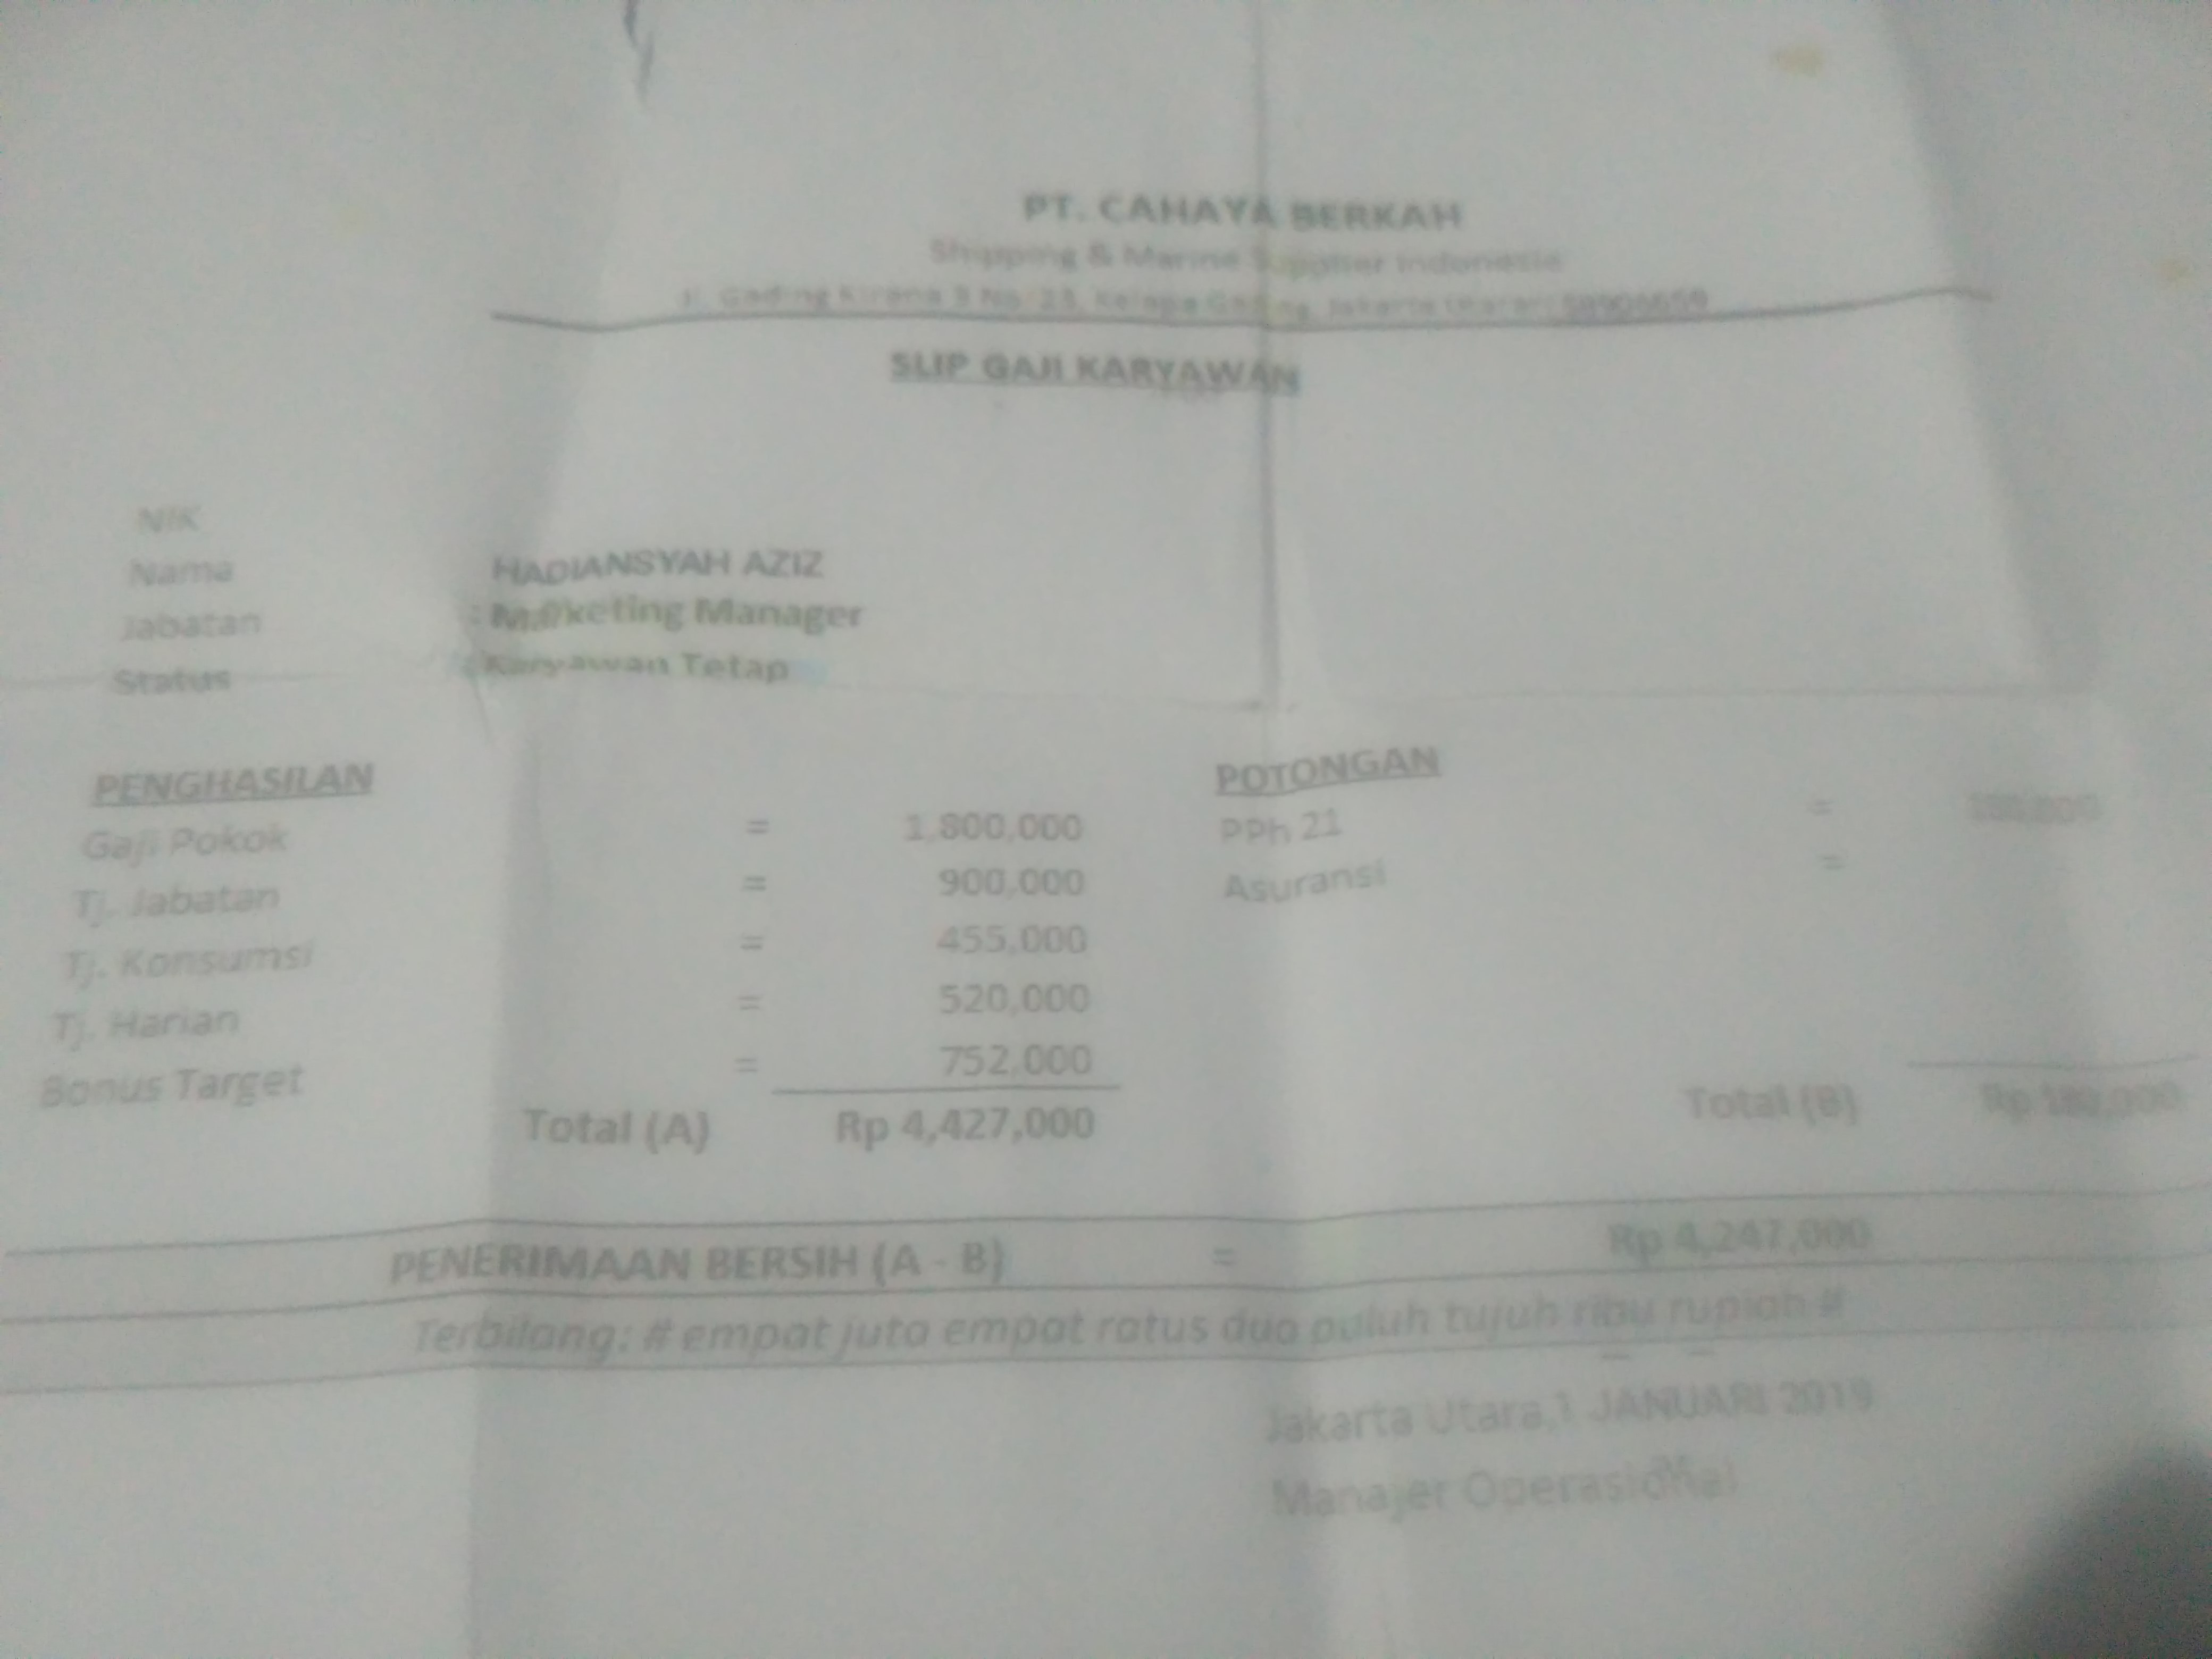 PT. CAHAYA BERKAH
Shipping & Marine Supplier Indonesia
Jl. Gading Kirana 9 No. 23, Kelapa Gading, Jakarta Utara
SLIP GAJI KARYAWAN
NIK
Nama HADIANSYAH AZIZ
Jabatan : Marketing Manager
Status : Karyawan Tetap
PENGHASILAN POTONGAN
Gaji Pokok = 1,800,000 PPh 21 = 180,000
Tj. Jabatan = 900,000 Asuransi =
Tj. Konsumsi = 455,000
Tj. Harian = 520,000
Bonus Target = 752,000
Total (A) Rp 4,427,000 Total (B) Rp 180,000
PENERIMAAN BERSIH (A - B) = Rp 4,247,000
Terbilang: # empat juta empat ratus dua puluh tujuh ribu rupiah #
Jakarta Utara,1 JANUARI 2019
Manajer Operasional